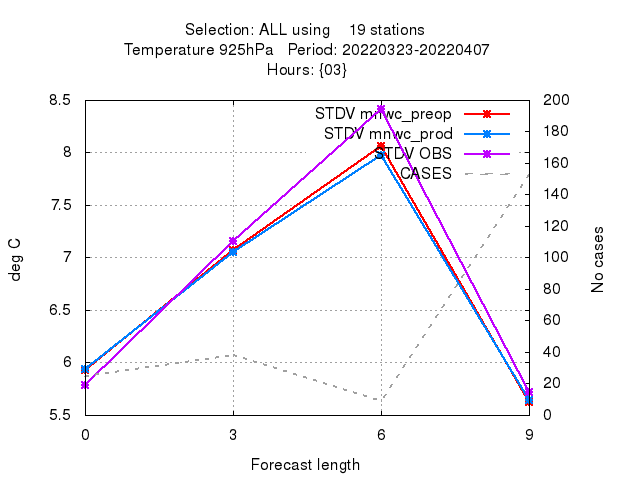 Selection: ALL using    19 stations
Temperature 925hPa   Period: 20220323-20220407
Hours: {03}
STDV mnwc_preop
STDV mnwc_prod
STDV OBS
CASES
8.5
8
7.5
7
6.5
6
5.5
deg C
200
180
160
140
120
100
80
60
40
20
0
No cases
0 3 6 9
Forecast length